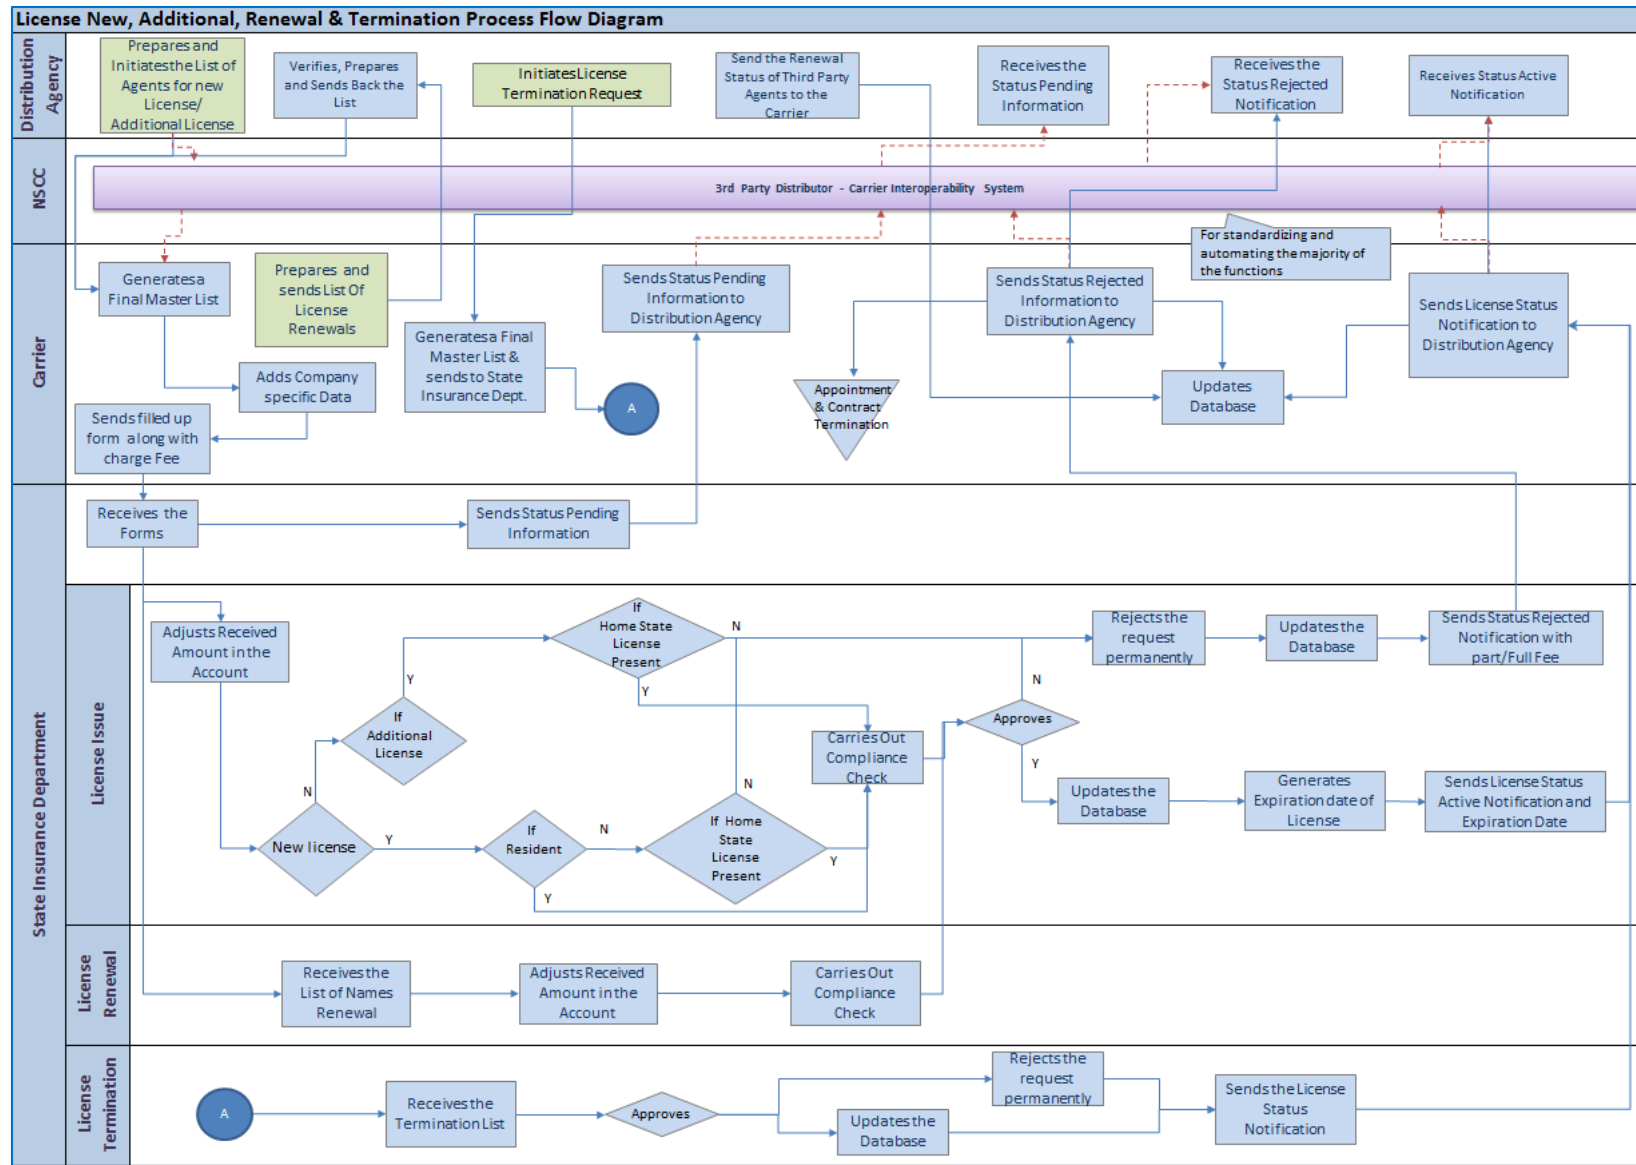 License New, Additional, Renewal & Termination Process Flow Diagram
Distribution
Agency
Prepares and
Initiatesthe List of
Agents for new
License/
Additional License
Verifies, Prepares
and Sends Back the
List
InitiatesLicense
Termination Request
Send the Renewal
Status of Third Party
Agents to the
Carrier
Receives the
Status Pending
Information
Receives the
Status Rejected
Notification
Receives Status Active
Notification
NSCC
3rd Party Distributor - Carrier Interoperability System
For standardizing and
automating the majority of
the functions
Carrier
Generatesa
Final Master List
Prepares and
sends List Of
License
Renewals
Generatesa Final
Master List &
sends to State
Insurance Dept.
Sends Status Pending
Information to
Distribution Agency
Sends Status Rejected
Information to
Distribution Agency
Sends License Status
Notification to
Distribution Agency
Adds Company
specific Data
A
Appointment
& Contract
Termination
Updates
Database
Sends filled up
form along with
charge Fee
State Insurance Department
Receives the
Forms
Sends Status Pending
Information
License Issue
Adjusts Received
Amount in the
Account
If
Home State
License
Present
N
Y
Rejects the
request
permanently
Updates the
Database
Sends Status Rejected
Notification with
part/Full Fee
Y
If
Additional
License
N
Approves
N
Y
Carries Out
Compliance
Check
Updates the
Database
Generates
Expiration date of
License
Sends License Status
Active Notification and
Expiration Date
New license
Y
If
Resident
N
Y
If Home
State
License
Present
N
Y
License
Renewal
Receives the
List of Names
Renewal
Adjusts Received
Amount in the
Account
Carries Out
Compliance
Check
License
Termination
A
Receives the
Termination List
Approves
Rejects the
request
permanently
Updates the
Database
Sends the License
Status
Notification